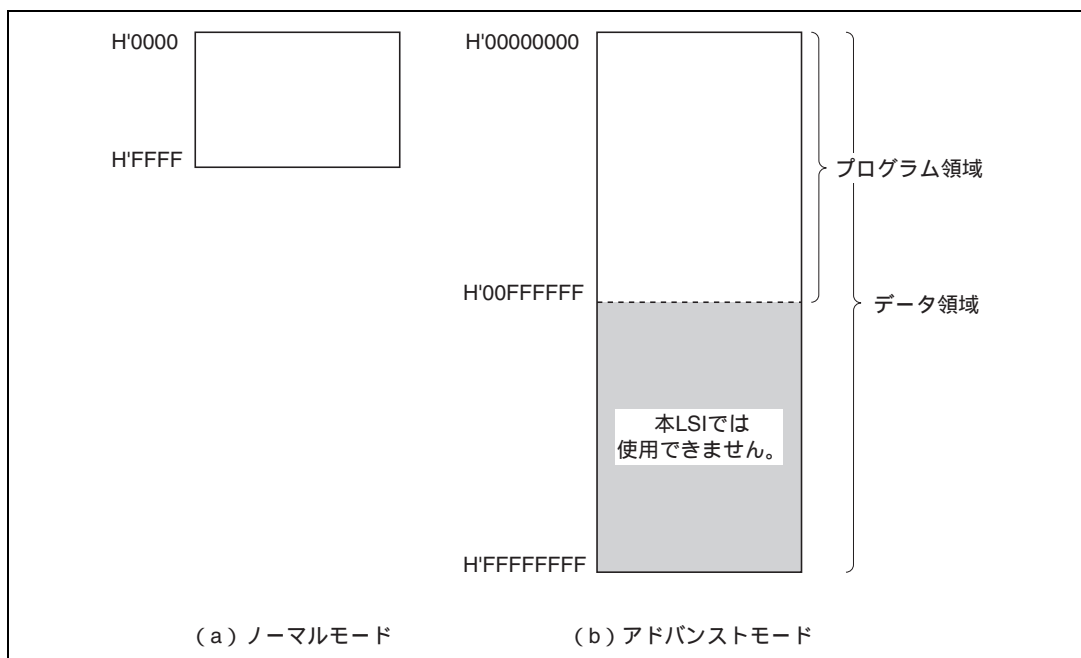 H'0000
H'FFFF
H'00000000
H'00FFFFFF
H'FFFFFFFF
プログラム領域
データ領域
本LSIでは
使用できません。
（a）ノーマルモード
（b）アドバンストモード